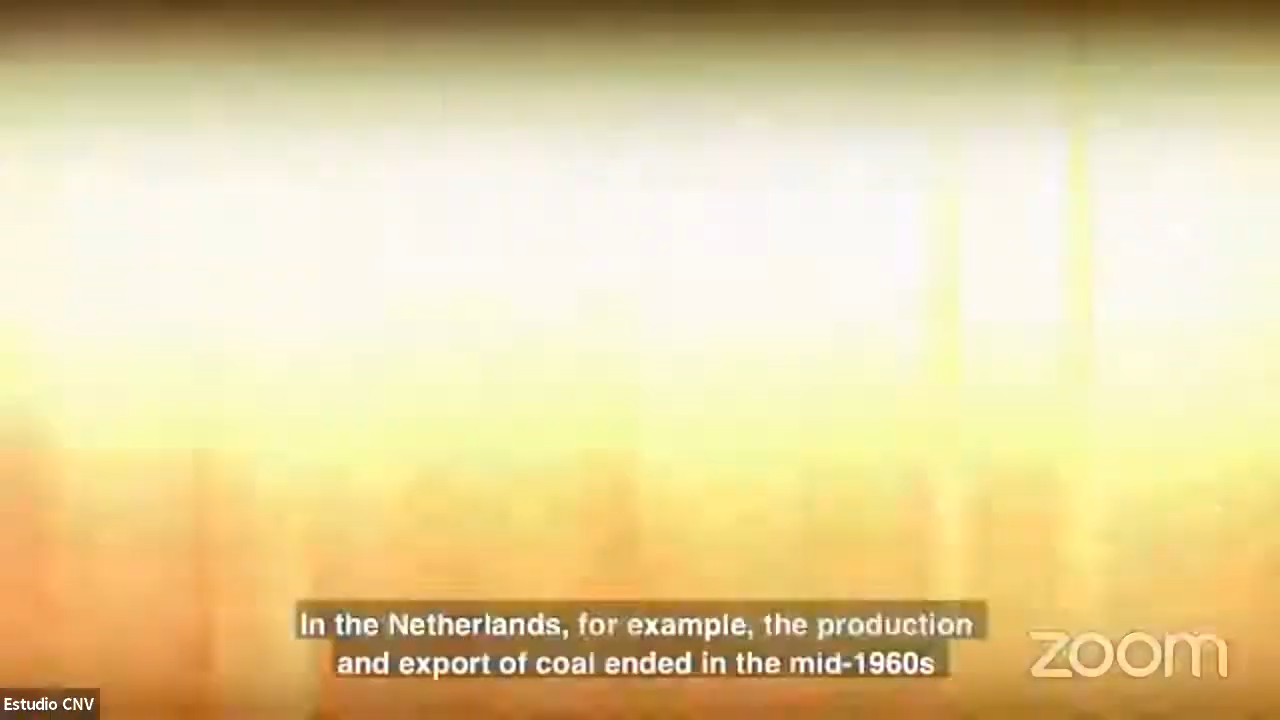 In the Netherlands, for example, the production
and export of coal ended in the mid-1960s
zoom
Estudio CNV